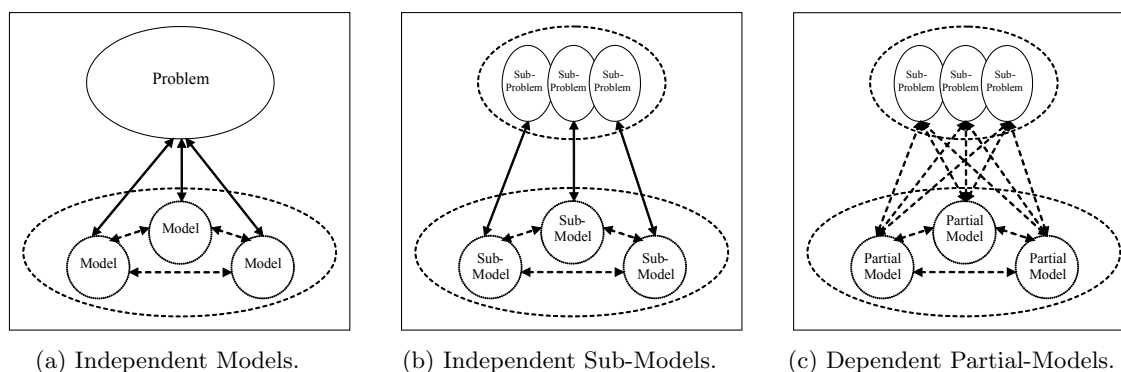 Problem
Model
Model
Model
(a) Independent Models.
Sub-
Problem
Sub-
Problem
Sub-
Problem
Sub-
Model
Sub-
Model
Sub-
Model
(b) Independent Sub-Models.
Sub-
Problem
Sub-
Problem
Sub-
Problem
Partial
Model
Partial
Model
Partial
Model
(c) Dependent Partial-Models.